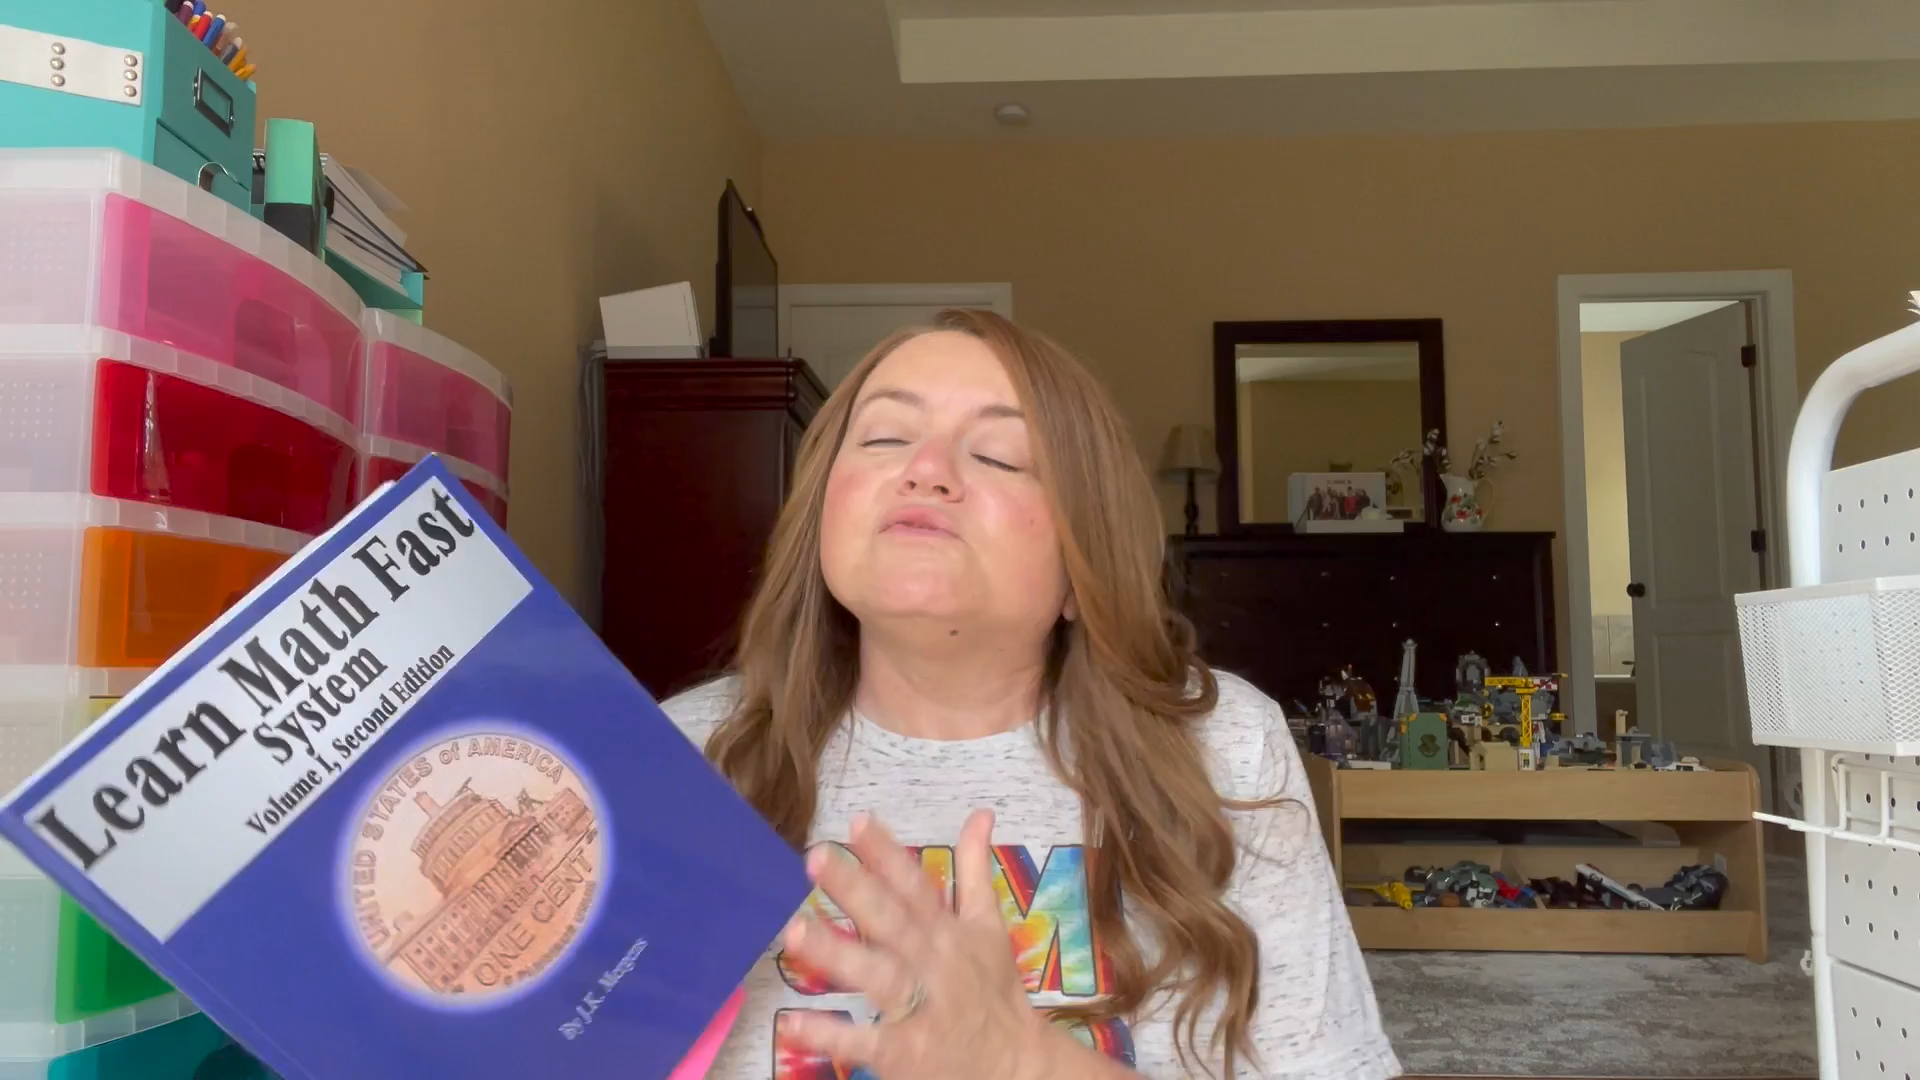 Learn Math Fast
System
Volume I, Second Edition
UNITED STATES of AMERICA
ONE CENT
By J.K. Mergens